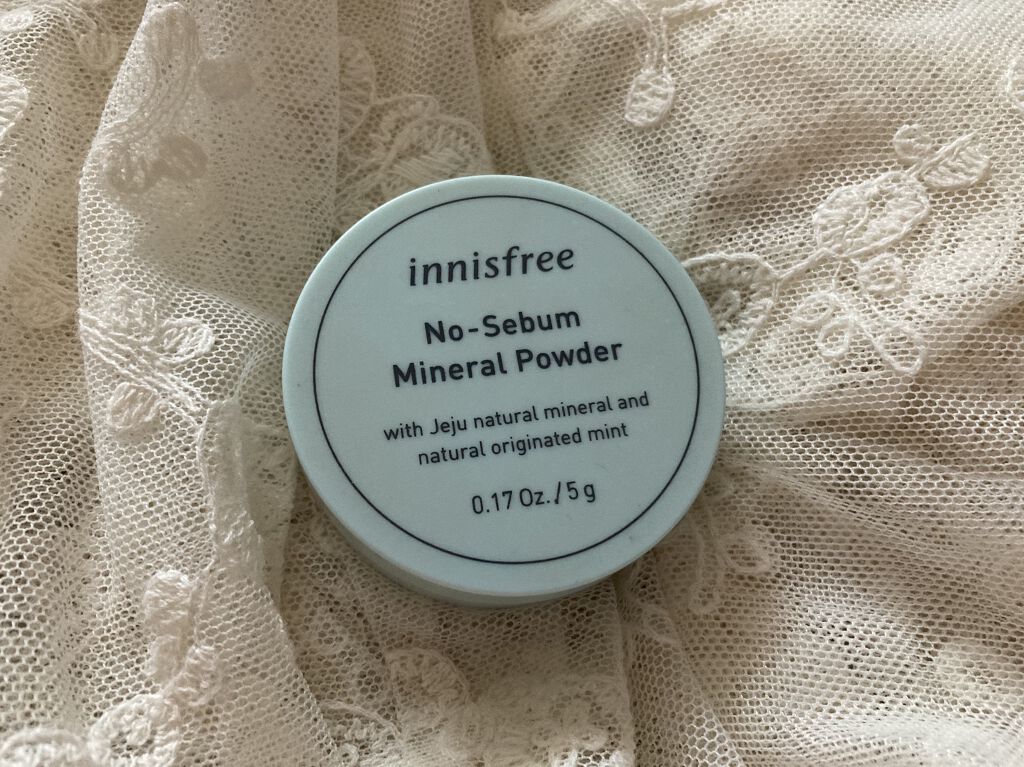 innisfree
No-Sebum
Mineral Powder
with Jeju natural mineral and
natural originated mint
0.17 Oz./5 g